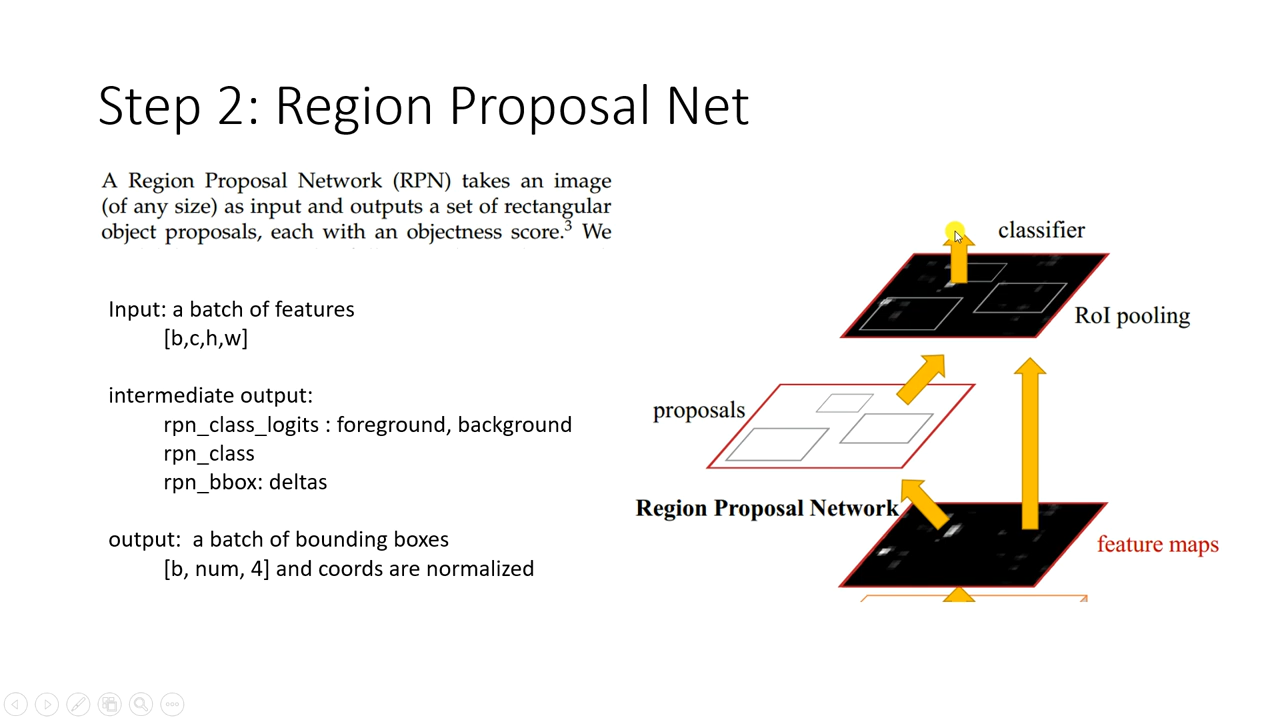 Step 2: Region Proposal Net
A Region Proposal Network (RPN) takes an image
(of any size) as input and outputs a set of rectangular
object proposals, each with an objectness score.3 We
Input: a batch of features
[b,c,h,w]
intermediate output:
rpn_class_logits : foreground, background
rpn_class
rpn_bbox: deltas
output:  a batch of bounding boxes
[b, num, 4] and coords are normalized
classifier
RoI pooling
proposals
Region Proposal Network
feature maps